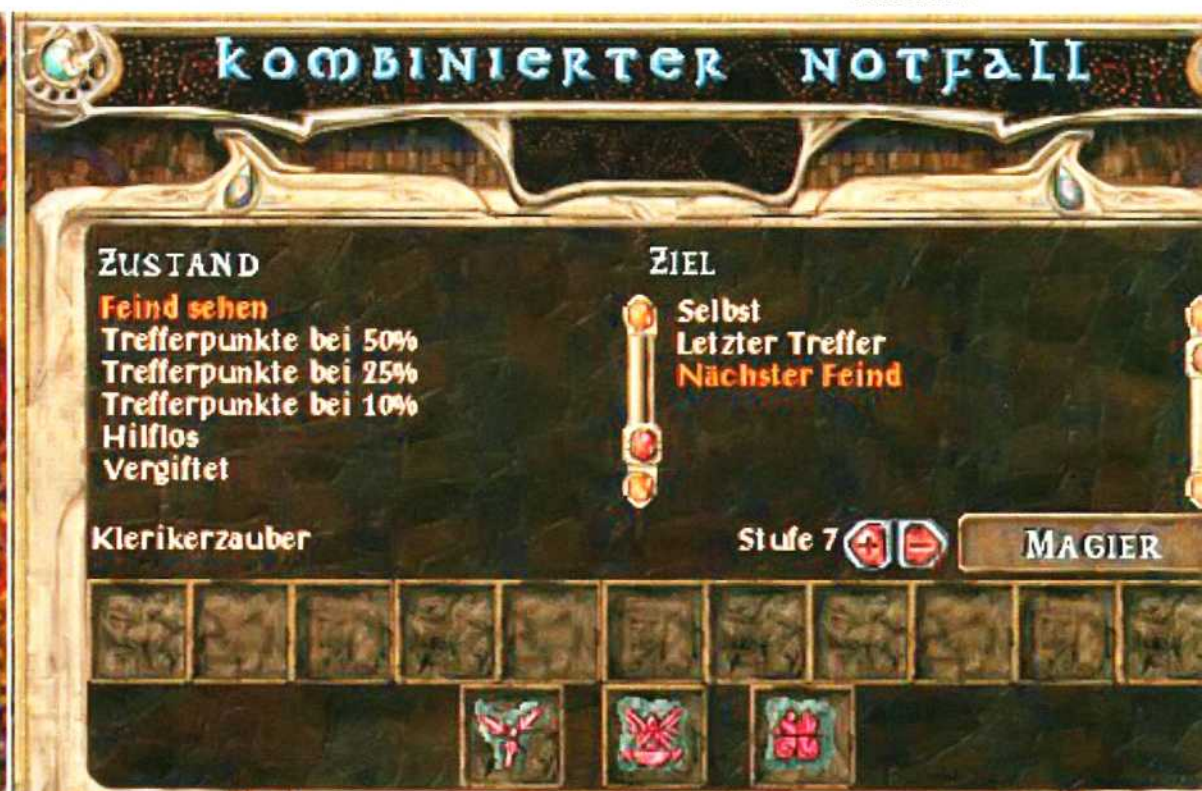 Kombinierter Notfall
Zustand
Feind sehen
Trefferpunkte bei 50%
Trefferpunkte bei 25%
Trefferpunkte bei 10%
Hilflos
Vergiftet
Ziel
Selbst
Letzter Treffer
Nächster Feind
Klerikerzauber
Stufe 7
+ -
Magier